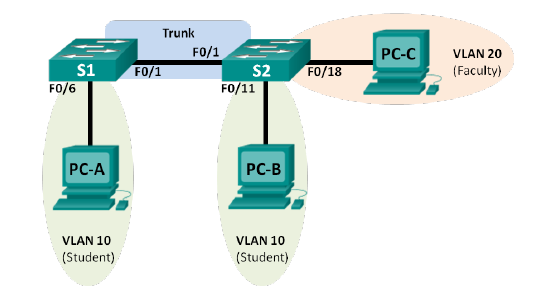 Trunk
F0/1
S1
F0/1
S2
PC-C
VLAN 20
(Faculty)
F0/6
F0/11
F0/18
PC-A
PC-B
VLAN 10
(Student)
VLAN 10
(Student)